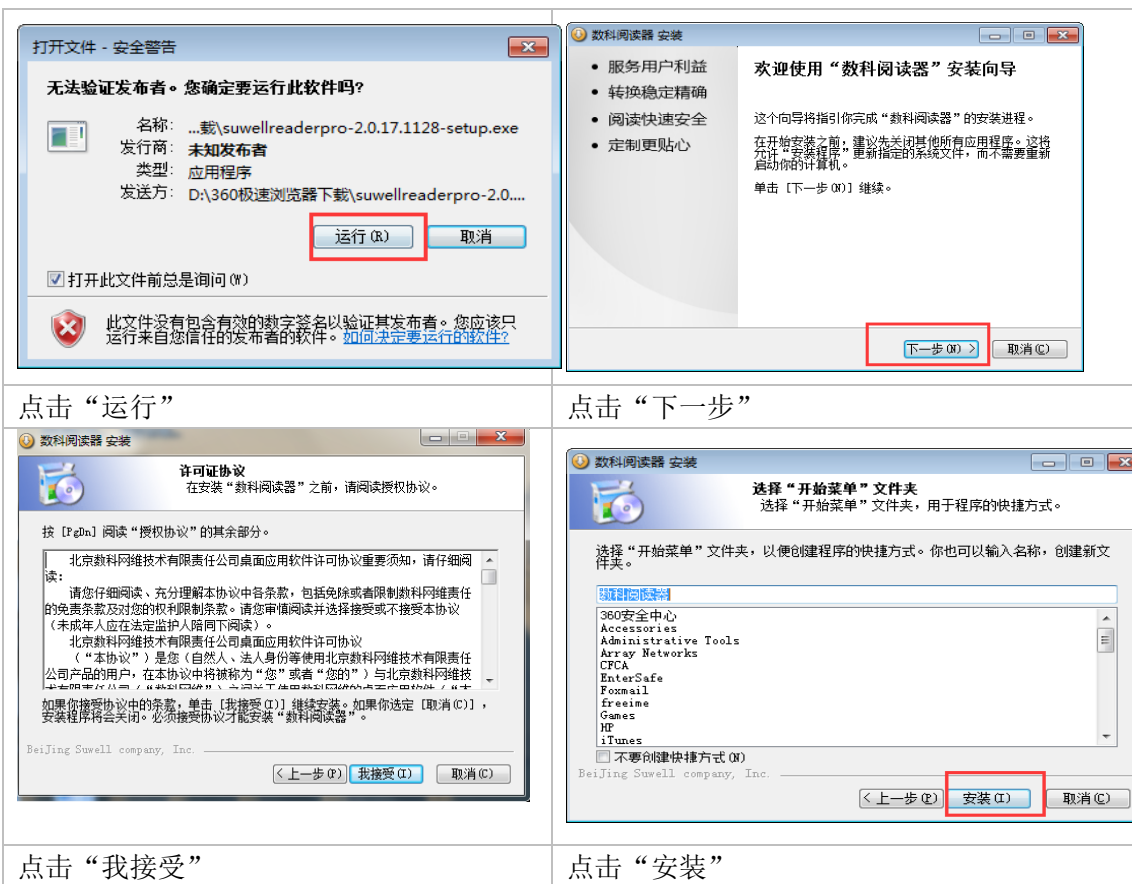 打开文件 - 安全警告
无法验证发布者。您确定要运行此软件吗?
名称: ...载\suwellreaderpro-2.0.17.1128-setup.exe
发行商: 未知发布者
类型: 应用程序
发送方: D:\360极速浏览器下载\suwellreaderpro-2.0....
运行(R) 取消
打开此文件前总是询问(W)
此文件没有包含有效的数字签名以验证其发布者。您应该只
运行来自您信任的发布者的软件。如何决定要运行的软件?
数科阅读器 安装
• 服务用户利益
• 转换稳定精确
• 阅读快速安全
• 定制更贴心
欢迎使用“数科阅读器”安装向导
这个向导将指引你完成“数科阅读器”的安装进程。
在开始安装之前，建议先关闭其他所有应用程序。这将
允许“安装程序”更新指定的系统文件，而不需要重新
启动你的计算机。
单击 [下一步(N)] 继续。
下一步(N) > 取消(C)
点击“运行”
点击“下一步”
数科阅读器 安装
许可证协议
在安装“数科阅读器”之前，请阅读授权协议。
按 [PgDn] 阅读“授权协议”的其余部分。
北京数科网维技术有限责任公司桌面应用软件许可协议重要须知，请仔细阅
读:
请您仔细阅读、充分理解本协议中各条款，包括免除或者限制数科网维责任
的免责条款及对您的权利限制条款。请您审慎阅读并选择接受或不接受本协议
（未成年人应在法定监护人陪同下阅读）。
北京数科网维技术有限责任公司桌面应用软件许可协议
（“本协议”）是您（自然人、法人身份等使用北京数科网维技术有限责任
公司产品的用户，在本协议中将被称为“您”或者“您的”）与北京数科网维科技
如果你接受协议中的条款，单击 [我接受(I)] 继续安装。如果你选定 [取消(C)] ，
安装程序将会关闭。必须接受协议才能安装“数科阅读器”。
BeiJing Suwell company, Inc.
< 上一步(P) 我接受(I) 取消(C)
数科阅读器 安装
选择“开始菜单”文件夹
选择“开始菜单”文件夹，用于程序的快捷方式。
选择“开始菜单”文件夹，以便创建程序的快捷方式。你也可以输入名称，创建新文
件夹。
数科阅读器
360安全中心
Accessories
Administrative Tools
Array Networks
CFCA
EnterSafe
Foxmail
freeime
Games
HP
iTunes
不要创建快捷方式(N)
BeiJing Suwell company, Inc.
< 上一步(P) 安装(I) 取消(C)
点击“我接受”
点击“安装”